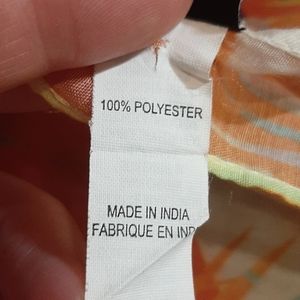 100% POLYESTER
MADE IN INDIA
FABRIQUE EN IND